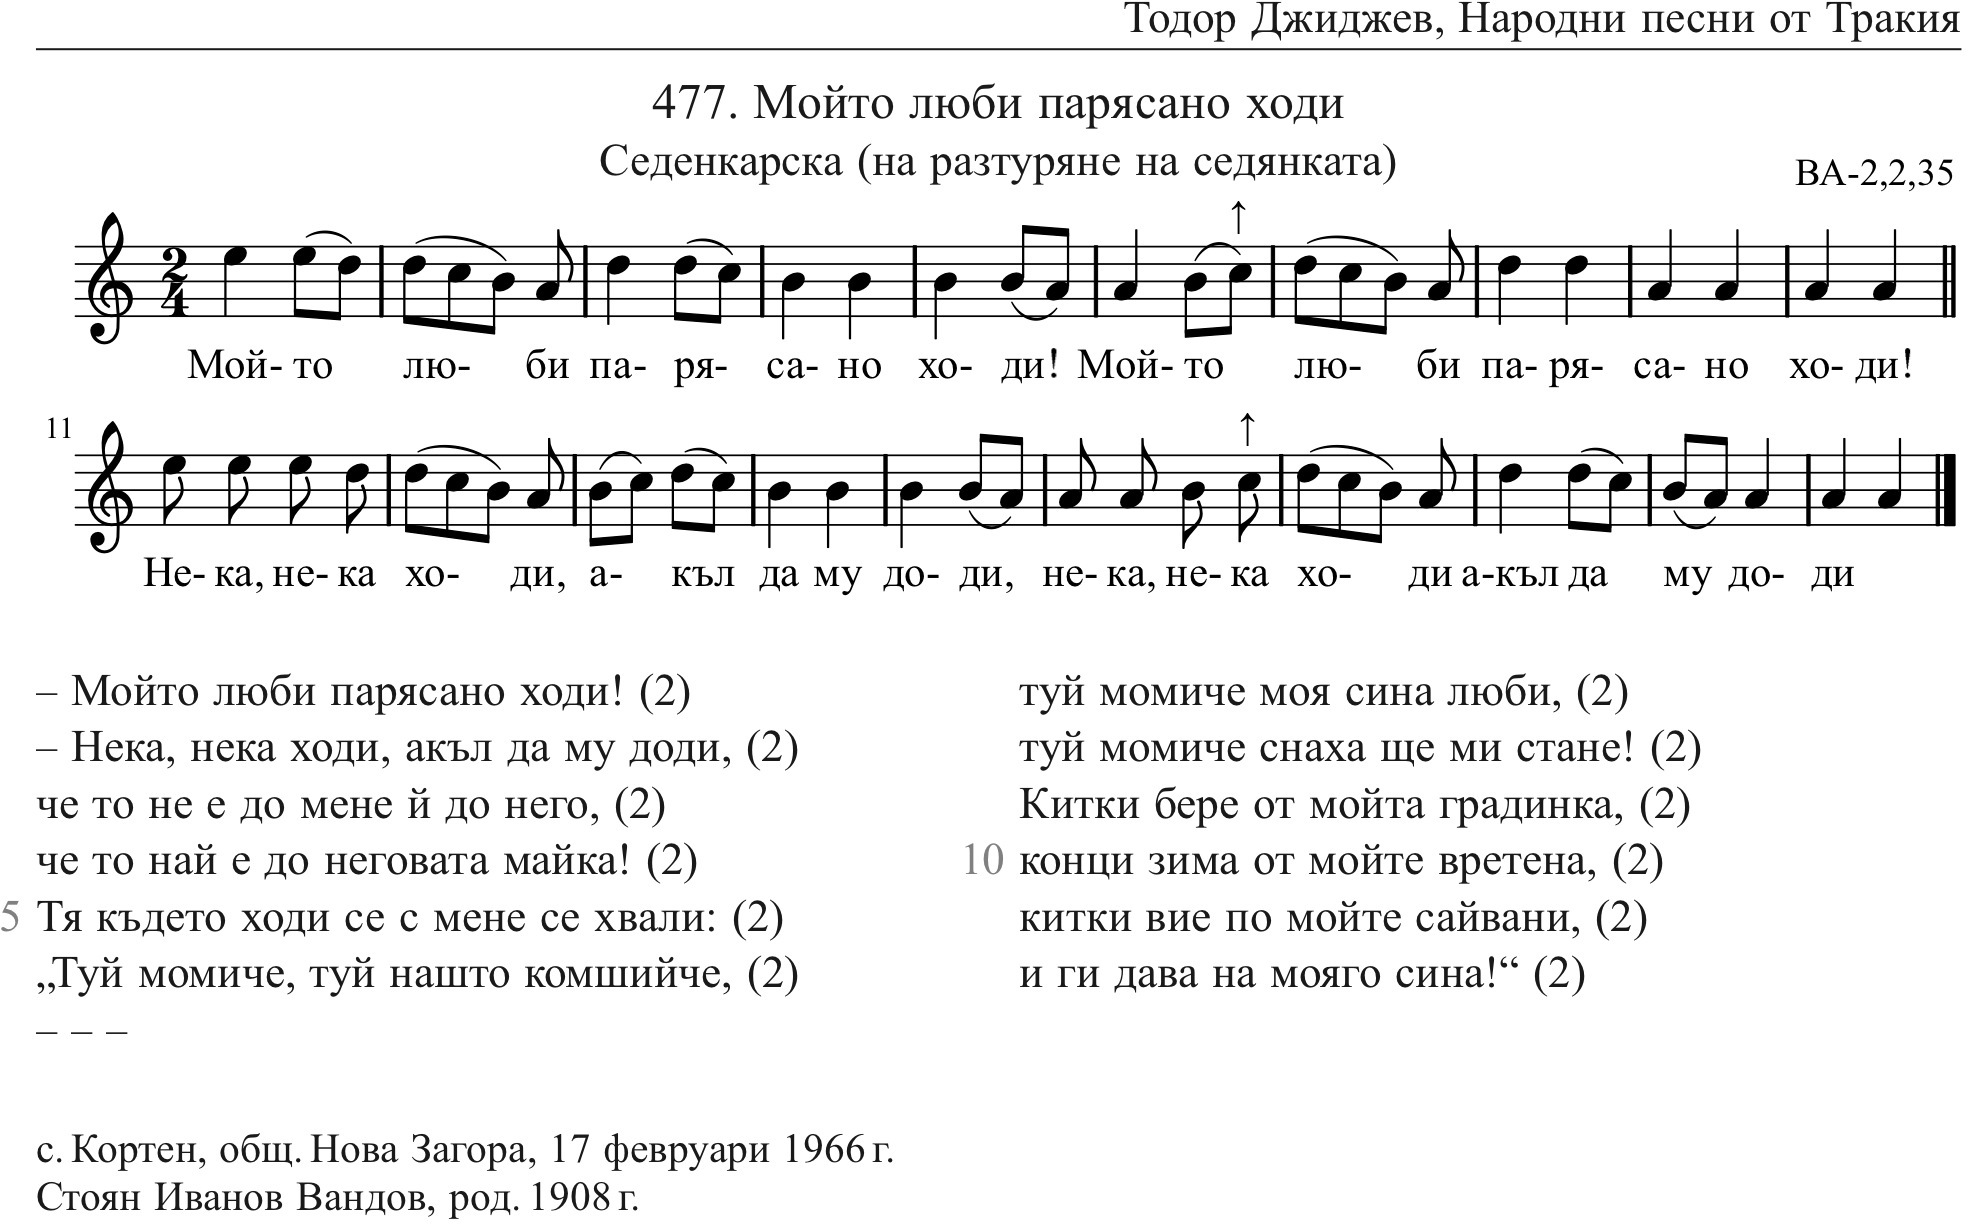 Тодор Джиджев, Народни песни от Тракия
477. Мойто люби парясано ходи
Седенкарска (на разтуряне на седянката)
ВА-2,2,35
Мой- то лю- би па- ря- са- но хо- ди! Мой- то лю- би па- ря- са- но хо- ди!
11
Не- ка, не- ка хо- ди, а- къл да му до- ди, не- ка, не- ка хо- ди а-къл да му до- ди
– Мойто люби парясано ходи! (2)
– Нека, нека ходи, акъл да му доди, (2)
че то не е до мене й до него, (2)
че то най е до неговата майка! (2)
5 Тя където ходи се с мене се хвали: (2)
„Туй момиче, туй нашто комшийче, (2)
– – –
туй момиче моя сина люби, (2)
туй момиче снаха ще ми стане! (2)
Китки бере от мойта градинка, (2)
10 конци зима от мойте вретена, (2)
китки вие по мойте сайвани, (2)
и ги дава на мояго сина!“ (2)
с. Кортен, общ. Нова Загора, 17 февруари 1966 г.
Стоян Иванов Вандов, род. 1908 г.